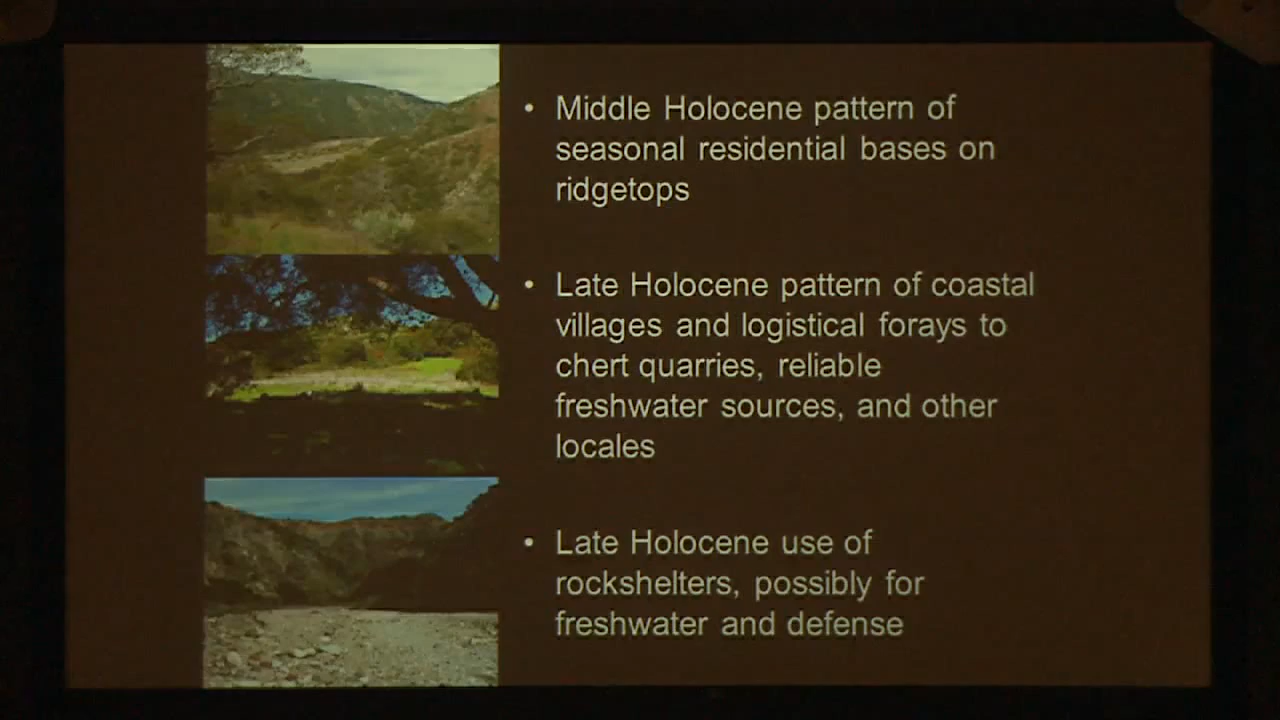 • Middle Holocene pattern of
seasonal residential bases on
ridgetops
• Late Holocene pattern of coastal
villages and logistical forays to
chert quarries, reliable
freshwater sources, and other
locales
• Late Holocene use of
rockshelters, possibly for
freshwater and defense